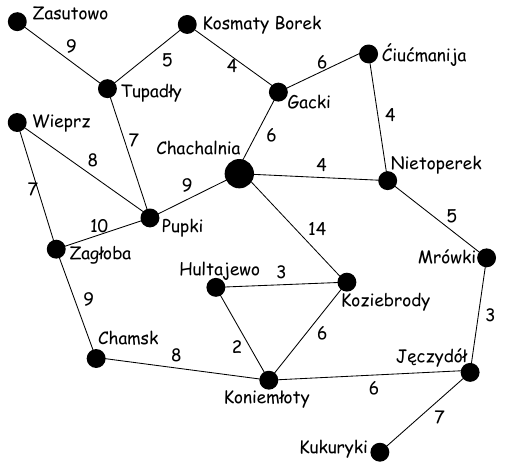 Zasutowo
Kosmaty Borek
9
5
4
6
Ćiućmanija
Tupadły
Gacki
Wieprz
7
6
4
Chachalnia
8
4
Nietoperek
7
9
5
10
Pupki
14
Zagłoba
Mrówki
Hultajewo
3
Koziebrody
9
3
Chamsk
2
6
8
Jęczydół
6
Koniemłoty
7
Kukuryki